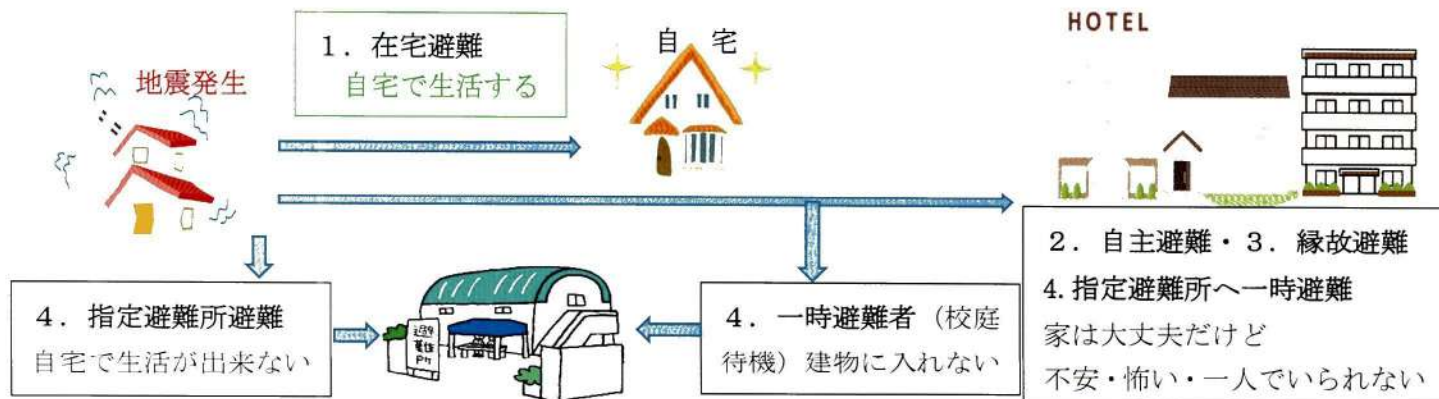 HOTEL
1．在宅避難
自宅で生活する
自 宅
地震発生
2．自主避難・3．縁故避難
4.指定避難所へ一時避難
家は大丈夫だけど
不安・怖い・一人でいられない
4．指定避難所避難
自宅で生活が出来ない
避難所
4．一時避難者（校庭
待機）建物に入れない